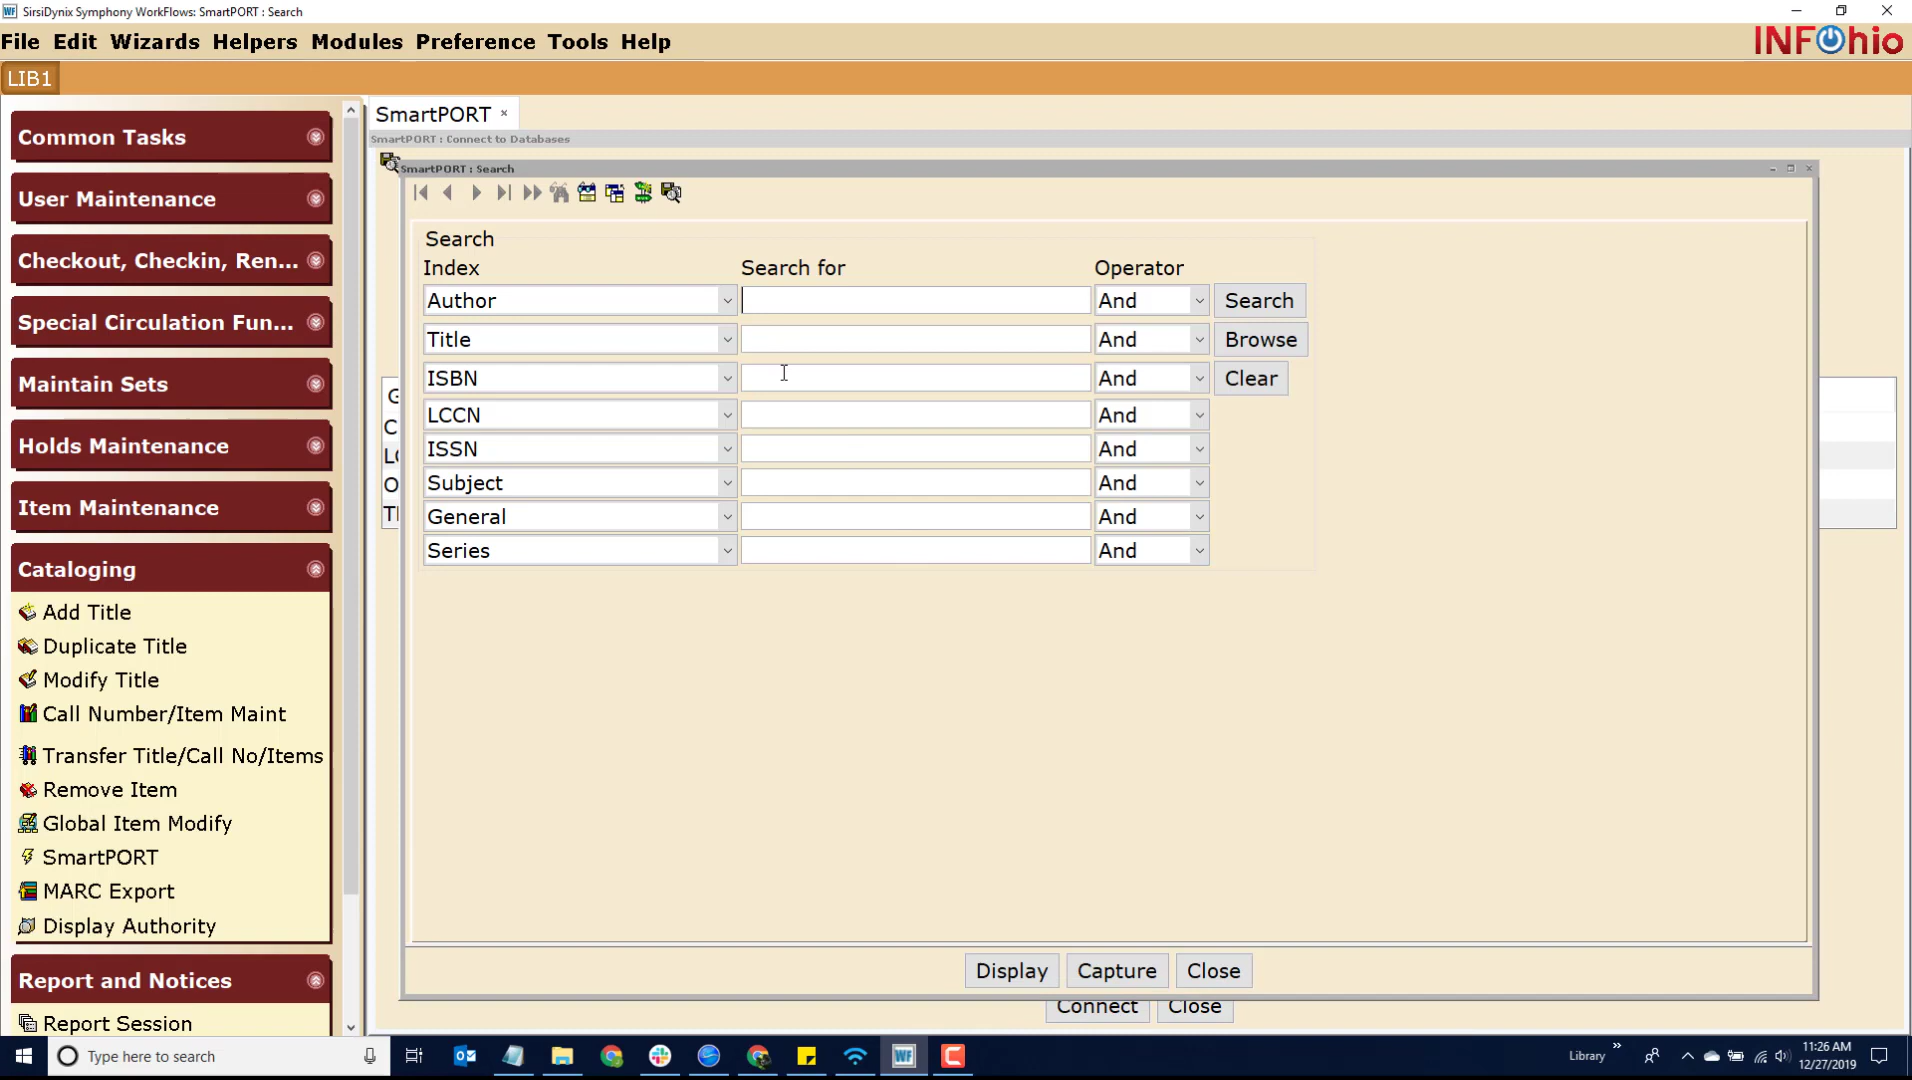 SirsiDynix Symphony WorkFlows: SmartPORT : Search
File Edit Wizards Helpers Modules Preference Tools Help
INFOhio
LIB1
Common Tasks
User Maintenance
Checkout, Checkin, Ren...
Special Circulation Fun...
Maintain Sets
Holds Maintenance
Item Maintenance
Cataloging
Add Title
Duplicate Title
Modify Title
Call Number/Item Maint
Transfer Title/Call No/Items
Remove Item
Global Item Modify
SmartPORT
MARC Export
Display Authority
Report and Notices
Report Session
SmartPORT ×
SmartPORT : Connect to Databases
SmartPORT : Search
Search
Index Search for Operator
Author And Search
Title And Browse
ISBN And Clear
LCCN And
ISSN And
Subject And
General And
Series And
Display Capture Close
Connect Close
Type here to search
Library
11:26 AM
12/27/2019